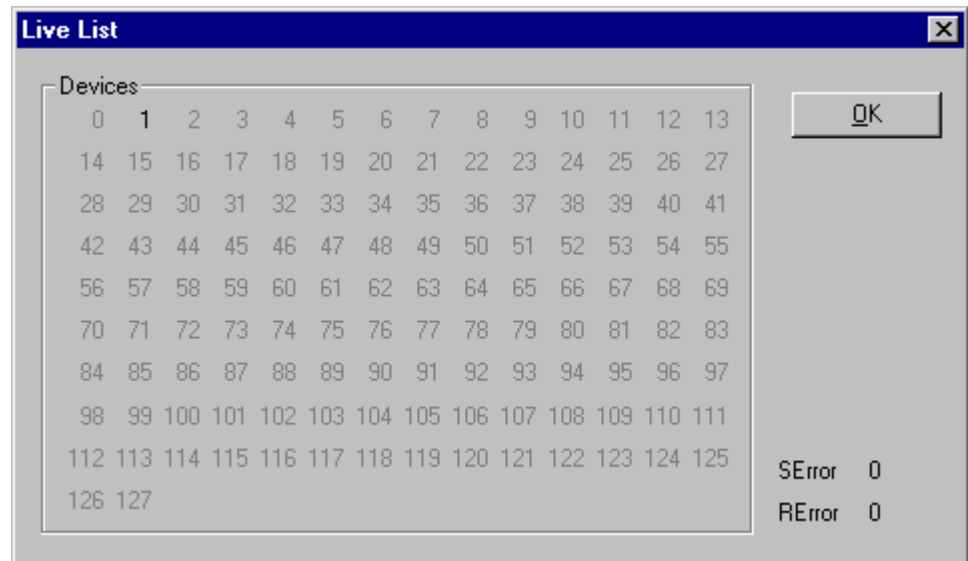 Live List
Devices
0 1 2 3 4 5 6 7 8 9 10 11 12 13
OK
14 15 16 17 18 19 20 21 22 23 24 25 26 27
28 29 30 31 32 33 34 35 36 37 38 39 40 41
42 43 44 45 46 47 48 49 50 51 52 53 54 55
56 57 58 59 60 61 62 63 64 65 66 67 68 69
70 71 72 73 74 75 76 77 78 79 80 81 82 83
84 85 86 87 88 89 90 91 92 93 94 95 96 97
98 99 100 101 102 103 104 105 106 107 108 109 110 111
112 113 114 115 116 117 118 119 120 121 122 123 124 125
126 127
SError 0
RError 0